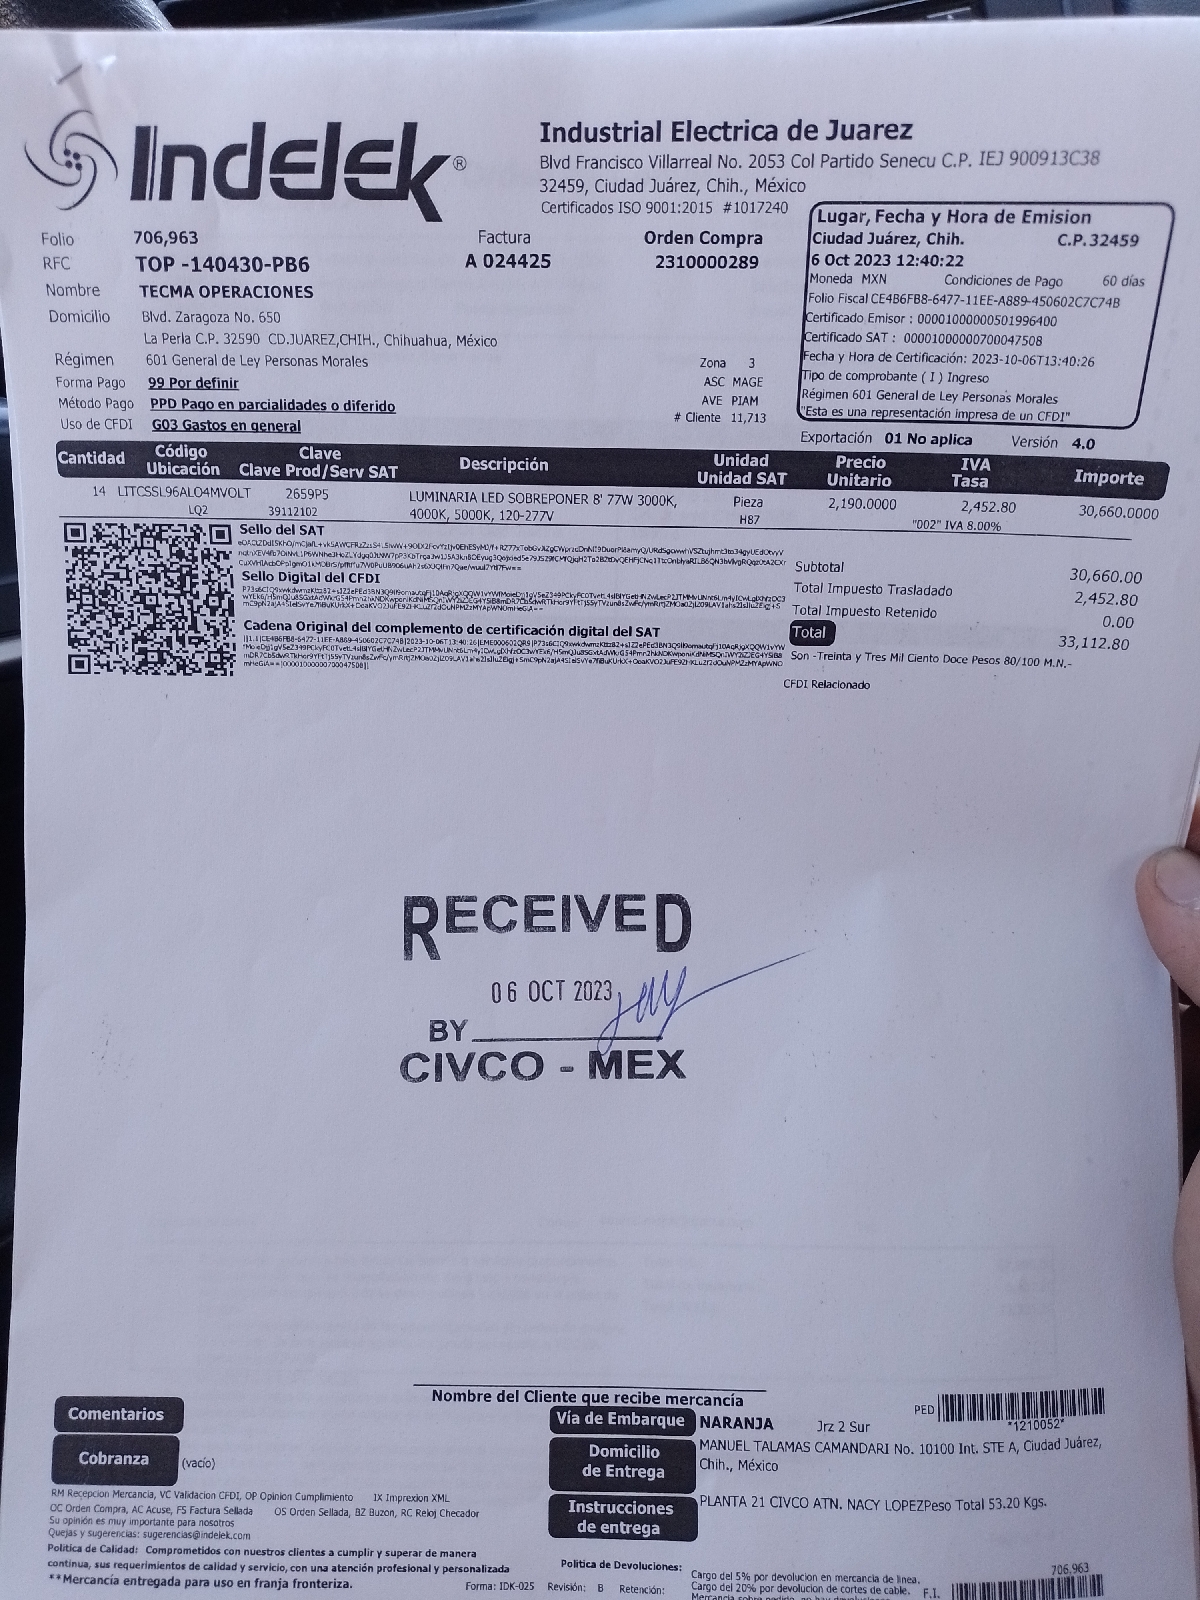 Indelek®
Industrial Electrica de Juarez
Blvd Francisco Villarreal No. 2053 Col Partido Senecu C.P. IEJ 900913C38
32459, Ciudad Juárez, Chih., México
Certificados ISO 9001:2015 #1017240
Folio 706,963 Factura Orden Compra
RFC TOP -140430-PB6 A 024425 2310000289
Nombre TECMA OPERACIONES
Domicilio Blvd. Zaragoza No. 650
La Perla C.P. 32590 CD.JUAREZ,CHIH., Chihuahua, México
Régimen 601 General de Ley Personas Morales
Forma Pago 99 Por definir
Método Pago PPD Pago en parcialidades o diferido
Uso de CFDI G03 Gastos en general
Zona 3
ASC MAGE
AVE PIAM
# Cliente 11,713
Lugar, Fecha y Hora de Emision
Ciudad Juárez, Chih. C.P.32459
6 Oct 2023 12:40:22
Moneda MXN Condiciones de Pago 60 días
Folio Fiscal CE4B6FB8-6477-11EE-A889-450602C7C74B
Certificado Emisor : 00001000000501996400
Certificado SAT : 00001000000700047508
Fecha y Hora de Certificación: 2023-10-06T13:40:26
Tipo de comprobante ( I ) Ingreso
Régimen 601 General de Ley Personas Morales
"Esta es una representación impresa de un CFDI"
Exportación 01 No aplica Versión 4.0
Cantidad Código Clave Descripción Unidad Precio IVA Importe
Ubicación Clave Prod/Serv SAT Unidad SAT Unitario Tasa
14 LITCSSL96ALO4MVOLT 2659P5 LUMINARIA LED SOBREPONER 8' 77W 3000K, Pieza 2,190.0000 2,452.80 30,660.0000
LQ2 39112102 4000K, 5000K, 120-277V H87 "002" IVA 8.00%
Sello del SAT
Sello Digital del CFDI
Cadena Original del complemento de certificación digital del SAT
Subtotal 30,660.00
Total Impuesto Trasladado 2,452.80
Total Impuesto Retenido 0.00
Total 33,112.80
Son -Treinta y Tres Mil Ciento Doce Pesos 80/100 M.N.-
CFDI Relacionado
RECEIVED
06 OCT 2023
BY
CIVCO - MEX
Nombre del Cliente que recibe mercancía
Comentarios
Cobranza (vacío)
Vía de Embarque NARANJA Jrz 2 Sur
PED *1210052*
Domicilio de Entrega MANUEL TALAMAS CAMANDARI No. 10100 Int. STE A, Ciudad Juárez,
Chih., México
Instrucciones de entrega PLANTA 21 CIVCO ATN. NACY LOPEZPeso Total 53.20 Kgs.
RM Recepcion Mercancia, VC Validacion CFDI, OP Opinion Cumplimiento 1X Imprexion XML
OC Orden Compra, AC Acuse, FS Factura Sellada OS Orden Sellada, BZ Buzon, RC Reloj Checador
Su opinión es muy importante para nosotros
Quejas y sugerencias: sugerencias@indelek.com
Politica de Calidad: Comprometidos con nuestros clientes a cumplir y superar de manera
continua, sus requerimientos de calidad y servicio, con una atención profesional y personalizada
**Mercancía entregada para uso en franja fronteriza.
Forma: IDK-025 Revisión: B Retención:
Politica de Devoluciones: Cargo del 5% por devolucion en mercancia de linea.
Cargo del 20% por devolucion de cortes de cable.
F.I. 706,963